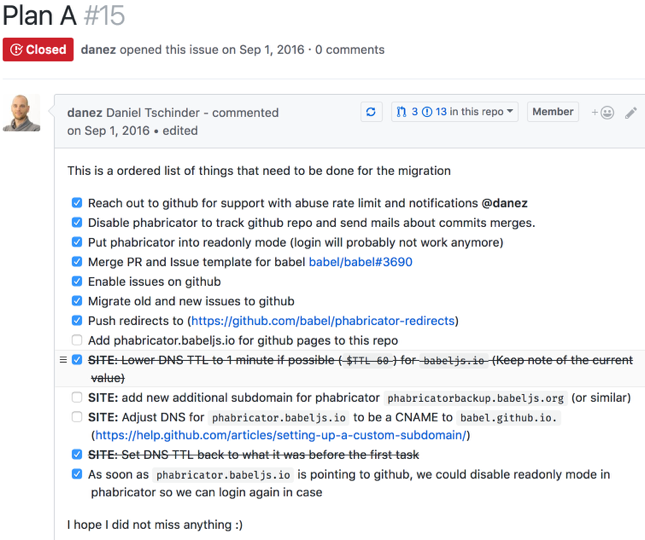 Plan A #15
Closed danez opened this issue on Sep 1, 2016 · 0 comments
danez Daniel Tschinder - commented
on Sep 1, 2016 • edited
3 13 in this repo
Member
This is a ordered list of things that need to be done for the migration
Reach out to github for support with abuse rate limit and notifications @danez
Disable phabricator to track github repo and send mails about commits merges.
Put phabricator into readonly mode (login will probably not work anymore)
Merge PR and Issue template for babel babel/babel#3690
Enable issues on github
Migrate old and new issues to github
Push redirects to (https://github.com/babel/phabricator-redirects)
Add phabricator.babeljs.io for github pages to this repo
SITE: Lower DNS TTL to 1 minute if possible ( $TTL 60 ) for babeljs.io (Keep note of the current
value)
SITE: add new additional subdomain for phabricator phabricatorbackup.babeljs.org (or similar)
SITE: Adjust DNS for phabricator.babeljs.io to be a CNAME to babel.github.io.
(https://help.github.com/articles/setting-up-a-custom-subdomain/)
SITE: Set DNS TTL back to what it was before the first task
As soon as phabricator.babeljs.io is pointing to github, we could disable readonly mode in
phabricator so we can login again in case
I hope I did not miss anything :)